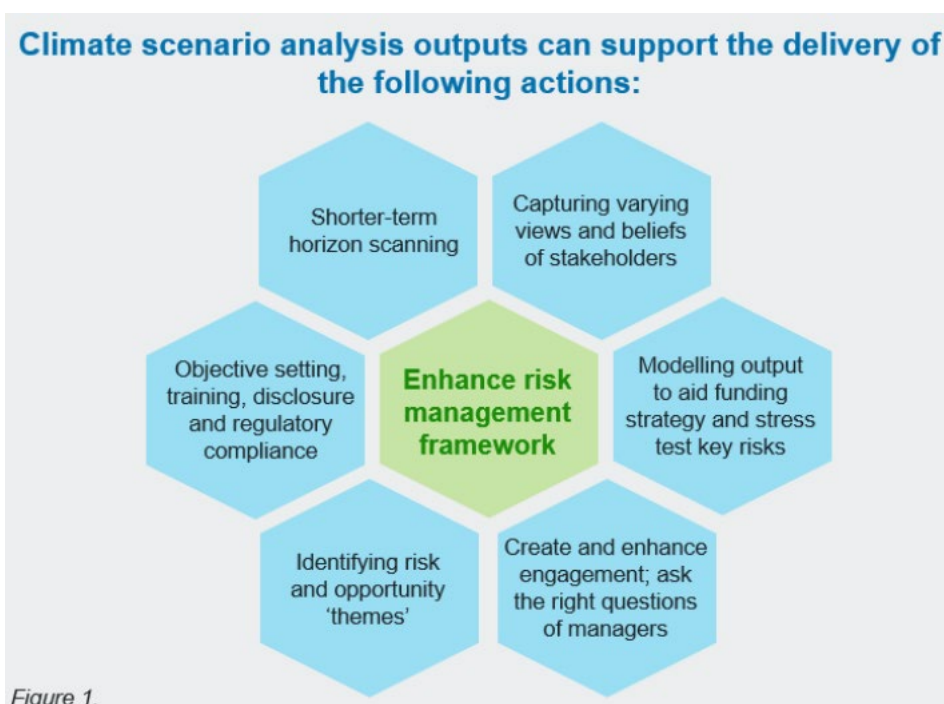 Climate scenario analysis outputs can support the delivery of
the following actions:
Shorter-term
horizon scanning
Capturing varying
views and beliefs
of stakeholders
Objective setting,
training, disclosure
and regulatory
compliance
Enhance risk
management
framework
Modelling output
to aid funding
strategy and stress
test key risks
Identifying risk
and opportunity
‘themes’
Create and enhance
engagement; ask
the right questions
of managers
Figure 1.